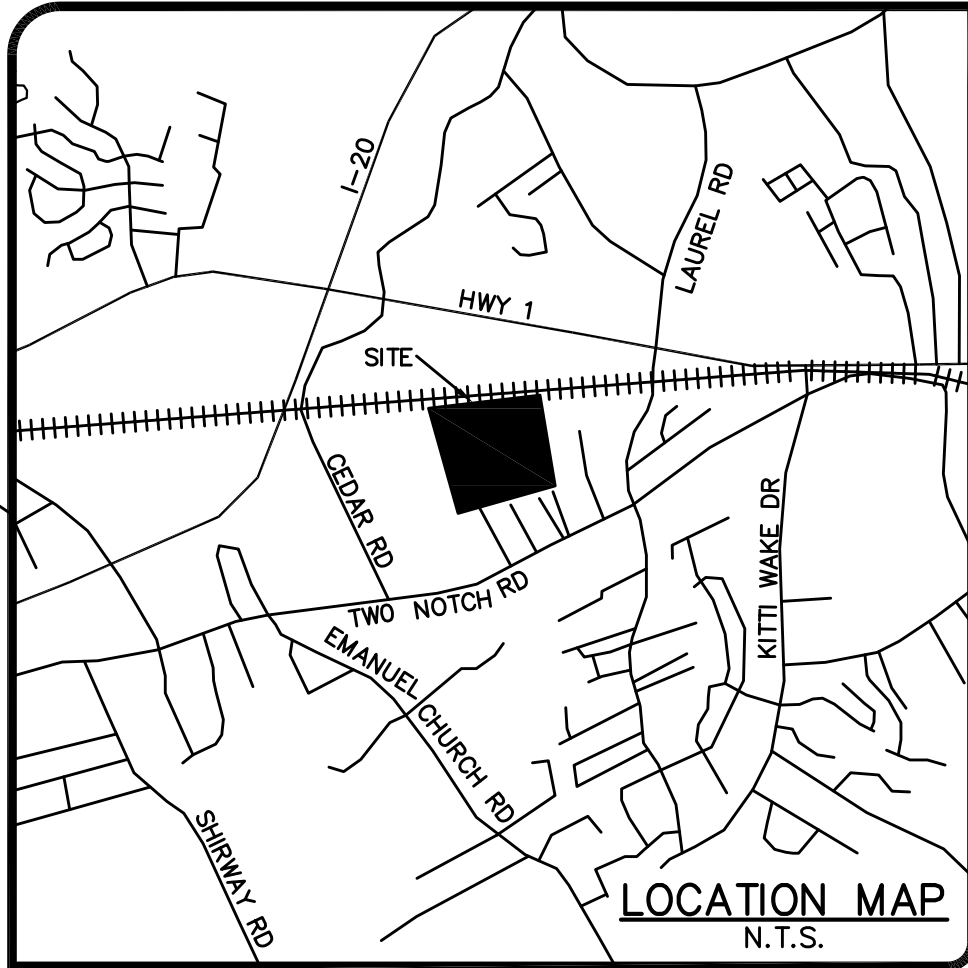 I-20
LAUREL RD
HWY 1
SITE
CEDAR RD
KITTI WAKE DR
TWO NOTCH RD
EMANUEL CHURCH RD
SHIRWAY RD
LOCATION MAP
N.T.S.